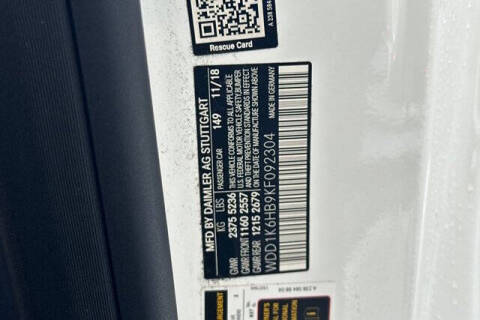 Rescue Card
MFD BY DAIMLER AG STUTTGART
PASSENGER CAR 149 11/18
KG LBS THIS VEHICLE CONFORMS TO ALL APPLICABLE
GVWR 2375 5236 U.S. FEDERAL MOTOR VEHICLE SAFETY, BUMPER
GAWR FRONT 1160 2557 AND THEFT PREVENTION STANDARDS IN EFFECT
GAWR REAR 1215 2679 ON THE DATE OF MANUFACTURE SHOWN ABOVE
WDD1K6HB9KF092304 MADE IN GERMANY